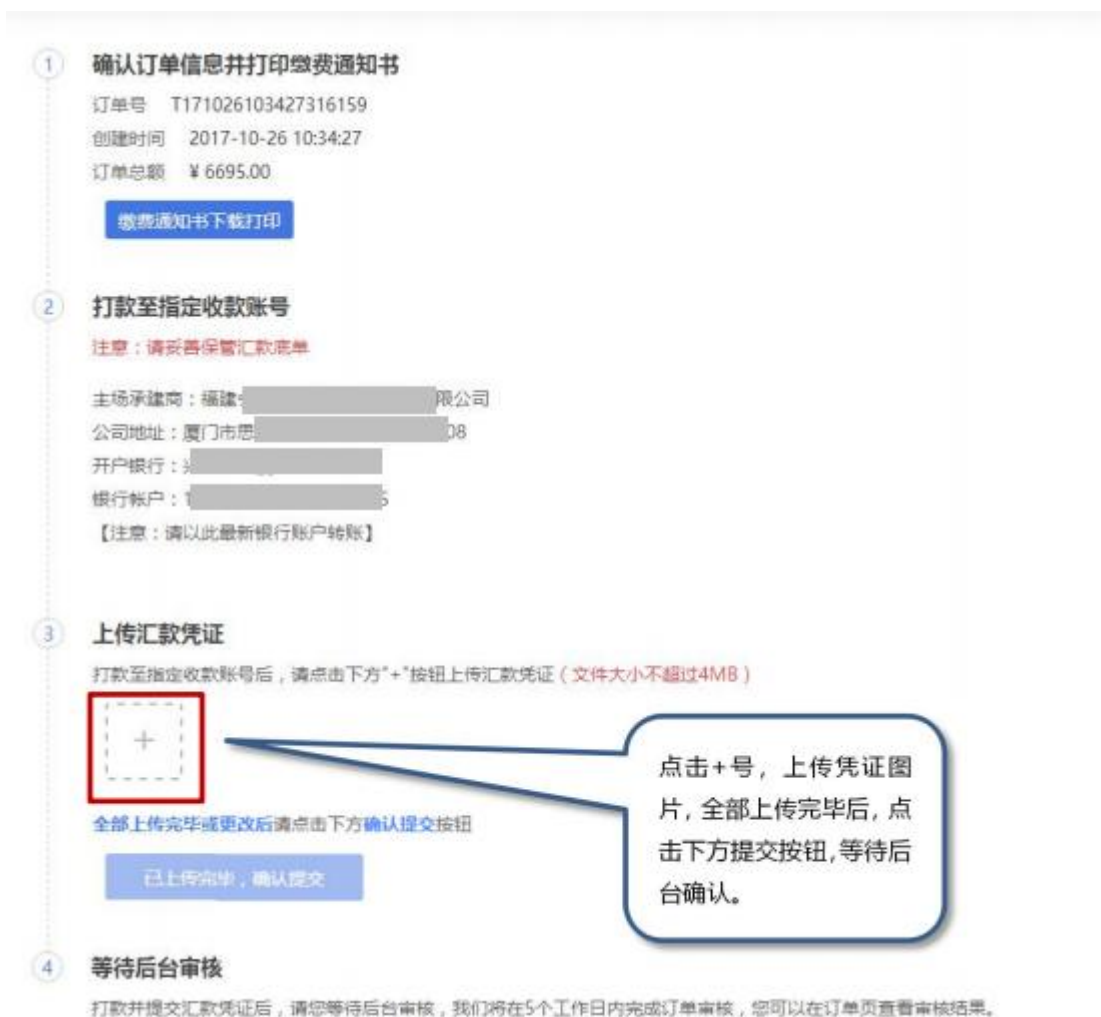 1
确认订单信息并打印缴费通知书
订单号 T171026103427316159
创建时间 2017-10-26 10:34:27
订单总额 ¥ 6695.00
缴费通知书下载打印
2
打款至指定收款账号
注意：请妥善保管汇款底单
主场承建商：福建 限公司
公司地址：厦门市思 08
开户银行：
银行帐户：1
【注意：请以此最新银行账户转账】
3
上传汇款凭证
打款至指定收款账号后，请点击下方"+"按钮上传汇款凭证（文件大小不超过4MB）
+
全部上传完毕或更改后请点击下方确认提交按钮
已上传完毕，确认提交
点击+号，上传凭证图
片，全部上传完毕后，点
击下方提交按钮，等待后
台确认。
4
等待后台审核
打款并提交汇款凭证后，请您等待后台审核，我们将在5个工作日内完成订单审核，您可以在订单页查看审核结果。